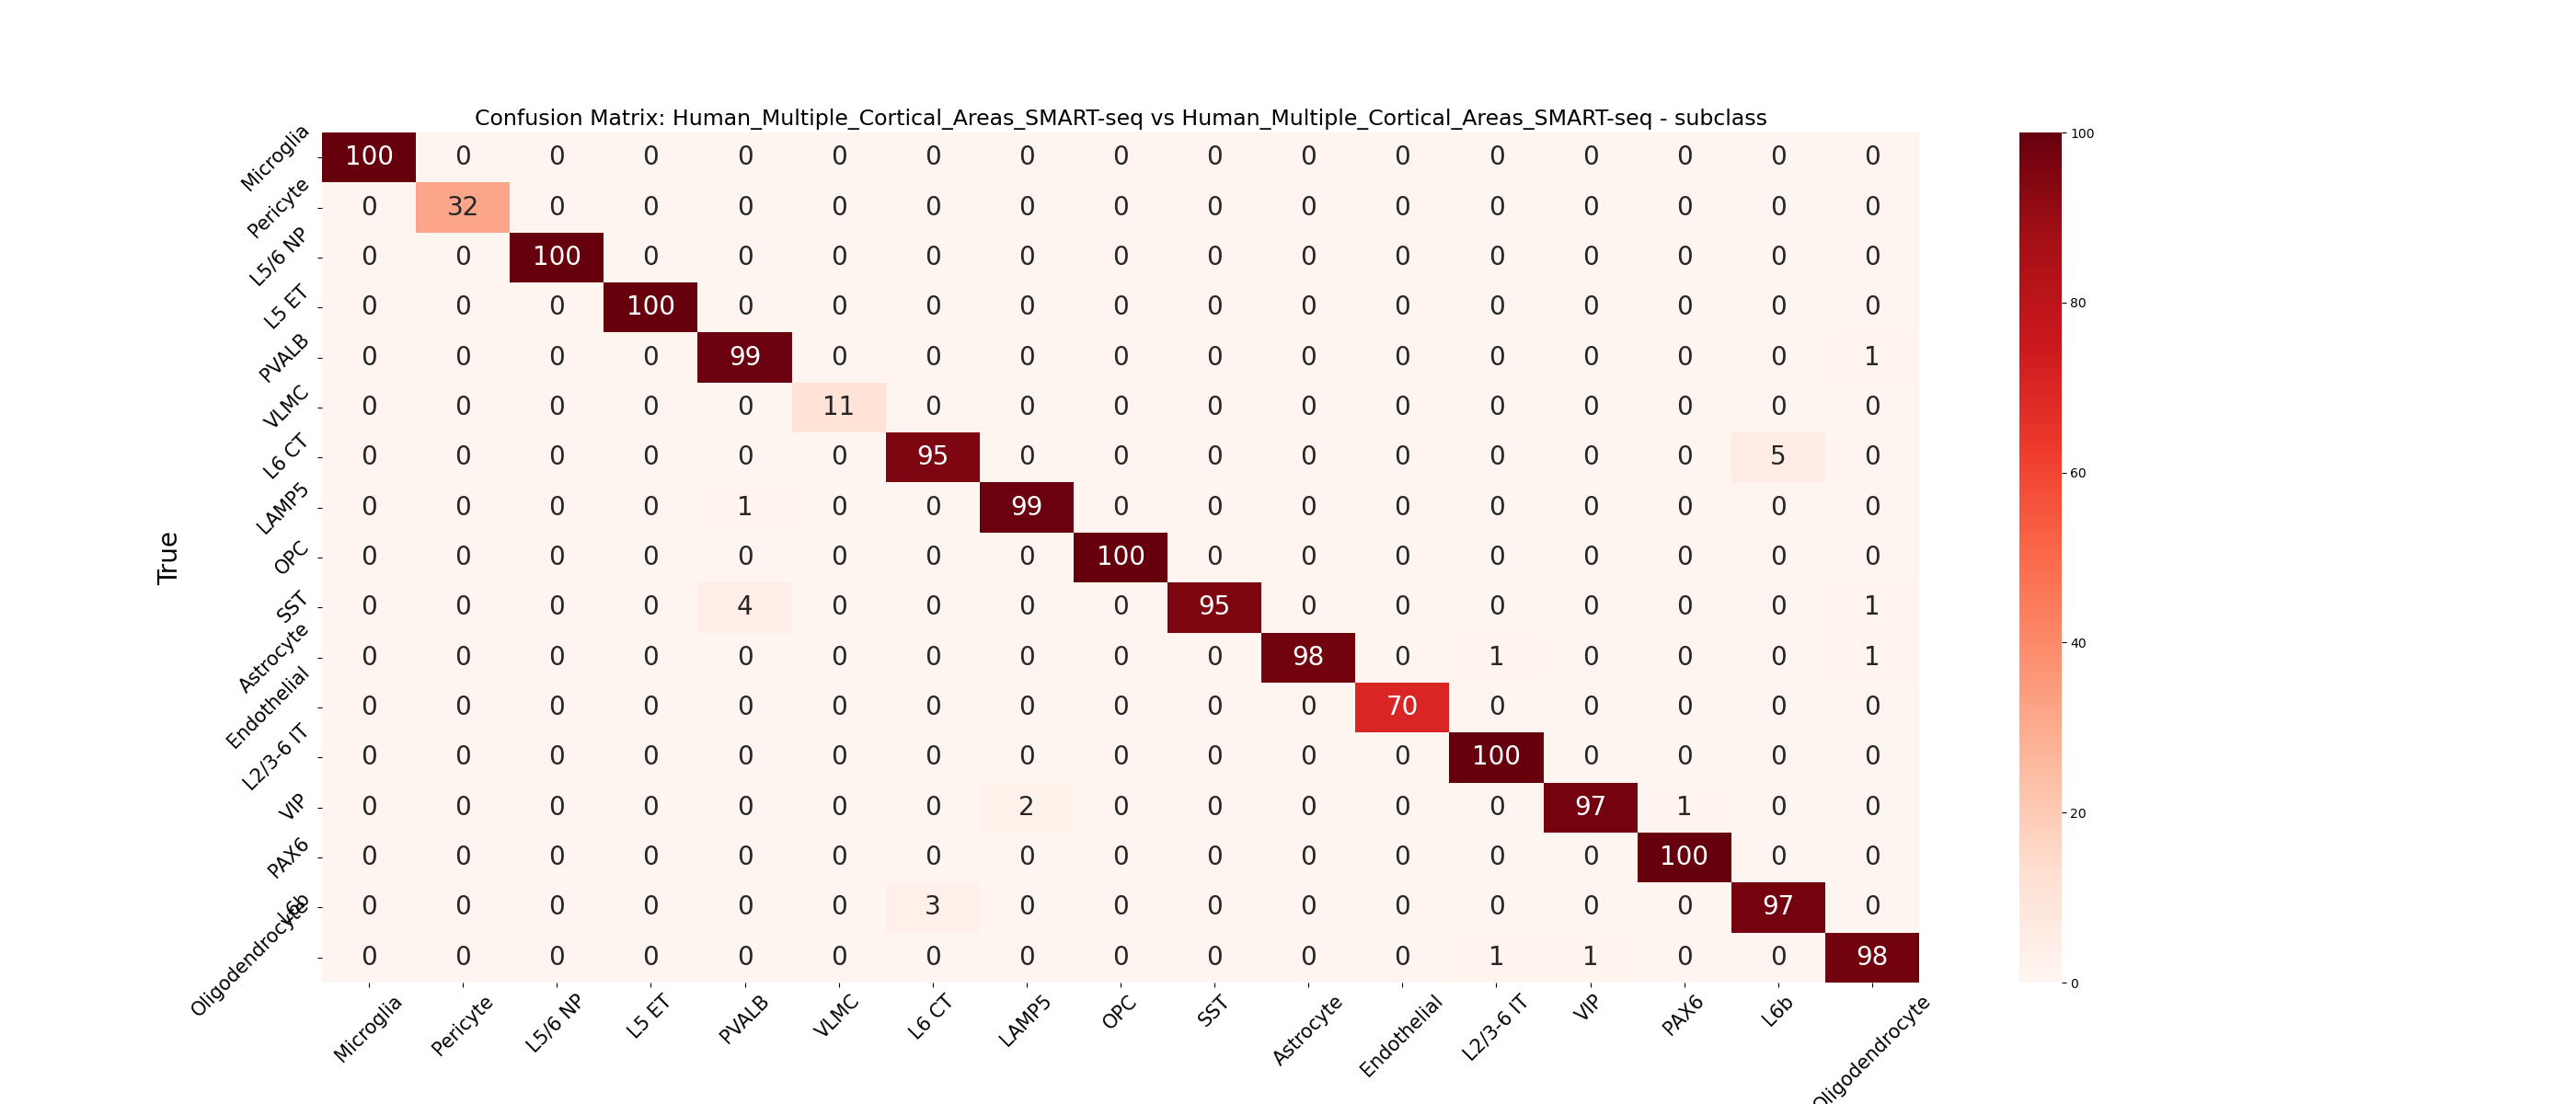 Confusion Matrix: Human_Multiple_Cortical_Areas_SMART-seq vs Human_Multiple_Cortical_Areas_SMART-seq - subclass
True
Microglia 100 0 0 0 0 0 0 0 0 0 0 0 0 0 0 0 0
Pericyte 0 32 0 0 0 0 0 0 0 0 0 0 0 0 0 0 0
L5/6 NP 0 0 100 0 0 0 0 0 0 0 0 0 0 0 0 0 0
L5 ET 0 0 0 100 0 0 0 0 0 0 0 0 0 0 0 0 0
PVALB 0 0 0 0 99 0 0 0 0 0 0 0 0 0 0 0 1
VLMC 0 0 0 0 0 11 0 0 0 0 0 0 0 0 0 0 0
L6 CT 0 0 0 0 0 0 95 0 0 0 0 0 0 0 0 5 0
LAMP5 0 0 0 0 1 0 0 99 0 0 0 0 0 0 0 0 0
OPC 0 0 0 0 0 0 0 0 100 0 0 0 0 0 0 0 0
SST 0 0 0 0 4 0 0 0 0 95 0 0 0 0 0 0 1
Astrocyte 0 0 0 0 0 0 0 0 0 0 98 0 1 0 0 0 1
Endothelial 0 0 0 0 0 0 0 0 0 0 0 70 0 0 0 0 0
L2/3-6 IT 0 0 0 0 0 0 0 0 0 0 0 0 100 0 0 0 0
VIP 0 0 0 0 0 0 0 2 0 0 0 0 0 97 1 0 0
PAX6 0 0 0 0 0 0 0 0 0 0 0 0 0 0 100 0 0
L6b 0 0 0 0 0 0 3 0 0 0 0 0 0 0 0 97 0
Oligodendrocyte 0 0 0 0 0 0 0 0 0 0 0 0 1 1 0 0 98
Microglia Pericyte L5/6 NP L5 ET PVALB VLMC L6 CT LAMP5 OPC SST Astrocyte Endothelial L2/3-6 IT VIP PAX6 L6b Oligodendrocyte
100
80
60
40
20
0